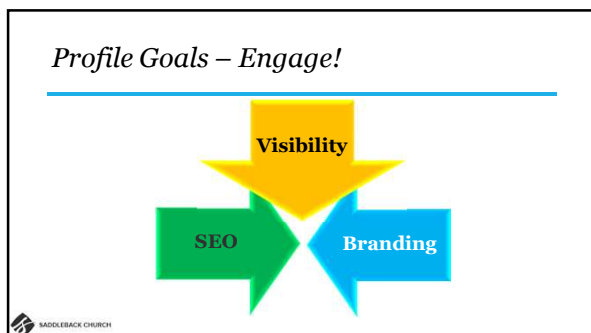 Profile Goals – Engage!
Visibility
SEO
Branding
SADDLEBACK CHURCH